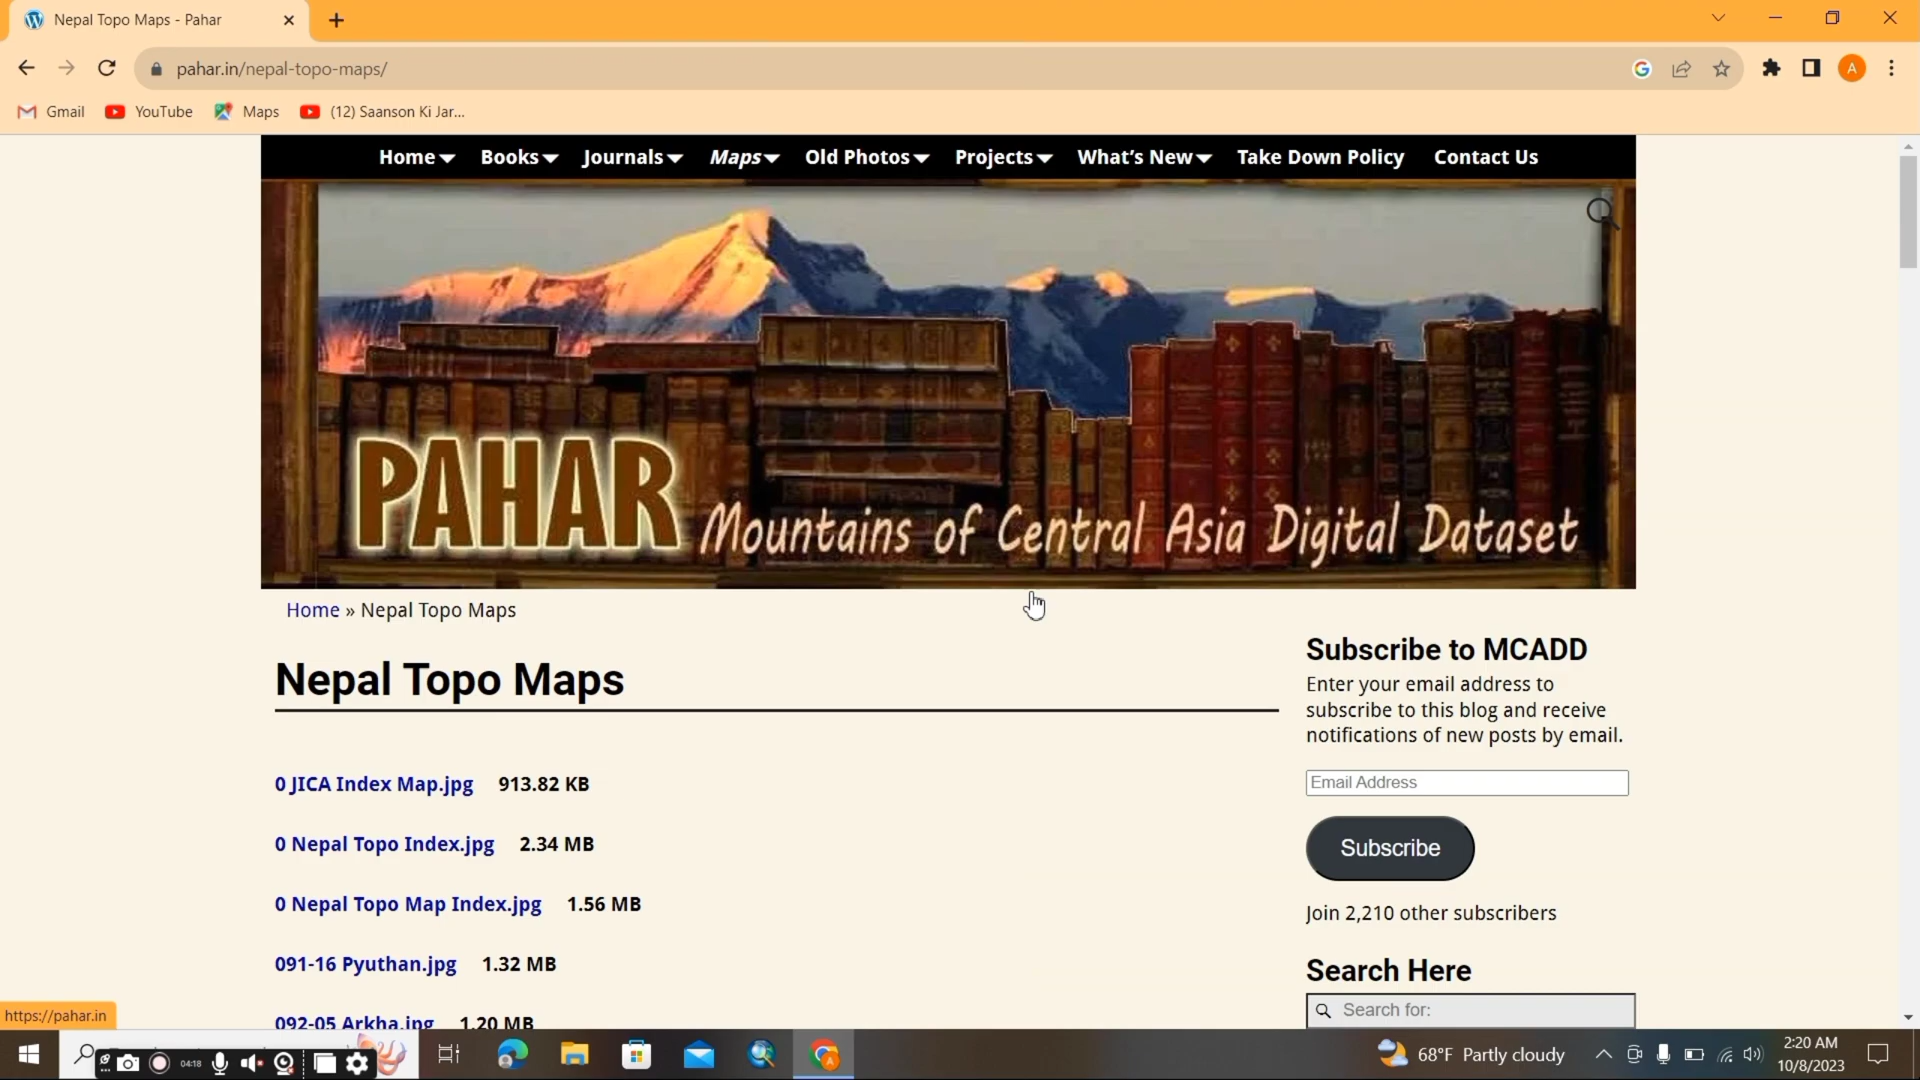 Nepal Topo Maps - Pahar
pahar.in/nepal-topo-maps/
A
Gmail
YouTube
Maps
(12) Saanson Ki Jar...
Home
Books
Journals
Maps
Old Photos
Projects
What's New
Take Down Policy
Contact Us
PAHAR Mountains of Central Asia Digital Dataset
Home » Nepal Topo Maps
Nepal Topo Maps
0 JICA Index Map.jpg 913.82 KB
0 Nepal Topo Index.jpg 2.34 MB
0 Nepal Topo Map Index.jpg 1.56 MB
091-16 Pyuthan.jpg 1.32 MB
092-05 Arkha.jpg 1.20 MB
Subscribe to MCADD
Enter your email address to
subscribe to this blog and receive
notifications of new posts by email.
Email Address
Subscribe
Join 2,210 other subscribers
Search Here
Search for:
https://pahar.in
04:18
68°F Partly cloudy
2:20 AM
10/8/2023